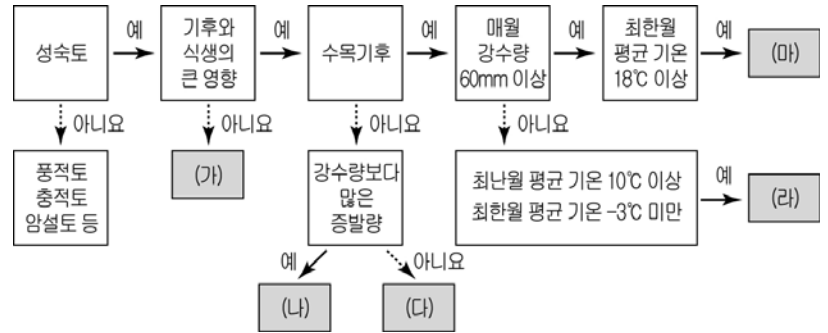 성숙토
예
기후와
식생의
큰 영향
예
수목기후
예
매월
강수량
60mm 이상
예
최한월
평균 기온
18℃ 이상
예
(마)
아니요
아니요
아니요
아니요
풍적토
충적토
암설토 등
(가)
강수량보다
많은
증발량
최난월 평균 기온 10℃ 이상
최한월 평균 기온 -3℃ 미만
예
(라)
예
아니요
(나)
(다)